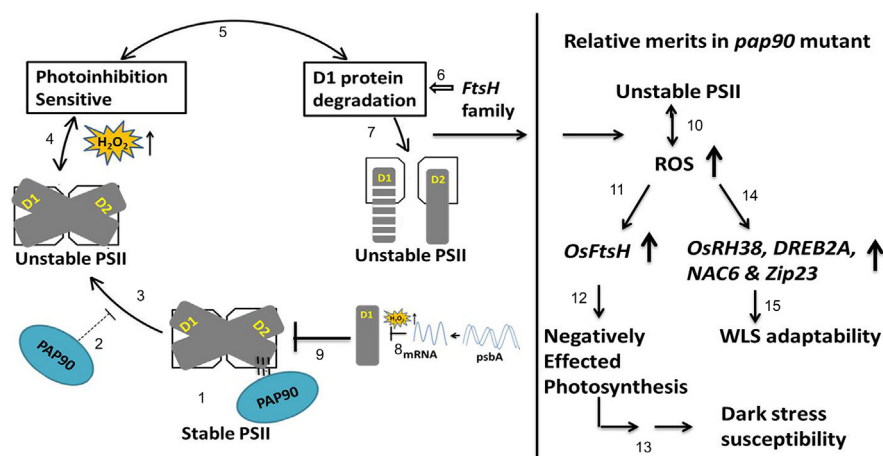 5
Photoinhibition
Sensitive
D1 protein
degradation
6
FtsH
family
4
H₂O₂
7
D1
D2
Unstable PSII
D1
D2
Unstable PSII
3
2
PAP90
D1
D2
1
PAP90
Stable PSII
9
D1
H₂O₂
8
mRNA
psbA
Relative merits in pap90 mutant
Unstable PSII
10
ROS
11
14
OsFtsH
OsRH38, DREB2A,
NAC6 & Zip23
12
15
Negatively
Effected
Photosynthesis
WLS adaptability
13
Dark stress
susceptibility